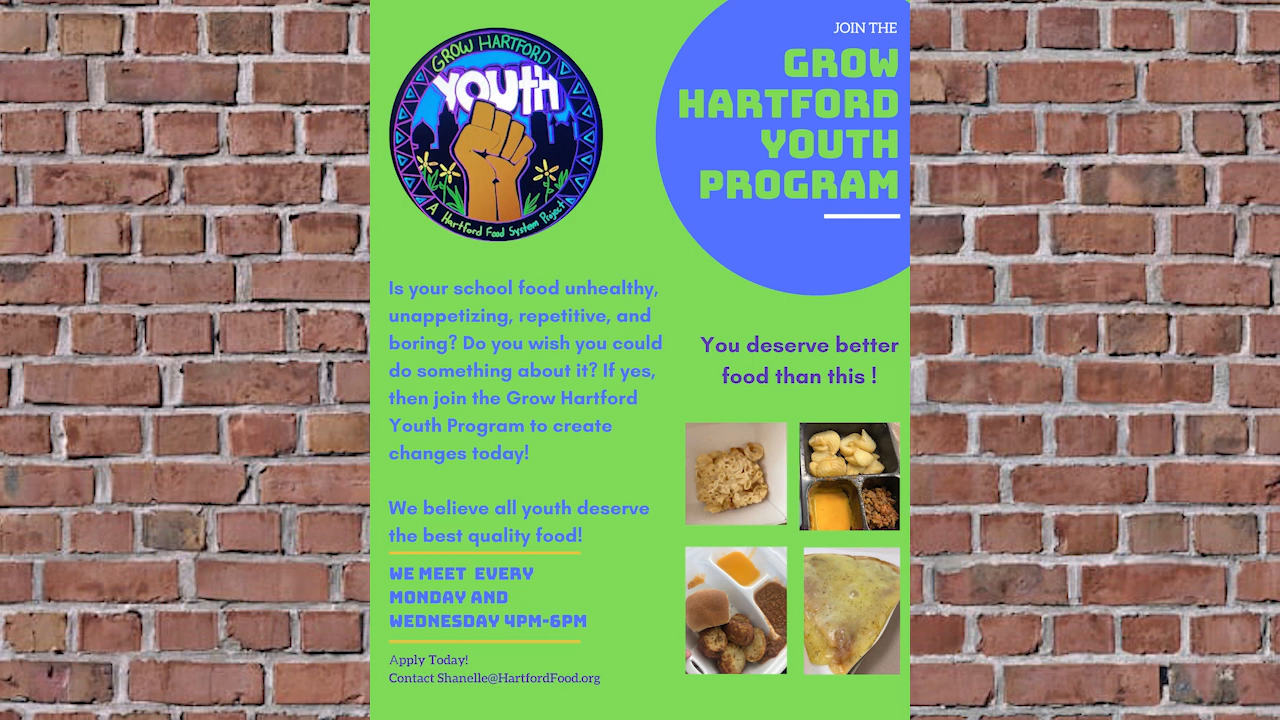 GROW HARTFORD
YOUTH
A Hartford Food System Project
JOIN THE
GROW
HARTFORD
YOUTH
PROGRAM
Is your school food unhealthy,
unappetizing, repetitive, and
boring? Do you wish you could
do something about it? If yes,
then join the Grow Hartford
Youth Program to create
changes today!
We believe all youth deserve
the best quality food!
WE MEET EVERY
MONDAY AND
WEDNESDAY 4PM-6PM
Apply Today!
Contact Shanelle@HartfordFood.org
You deserve better
food than this !